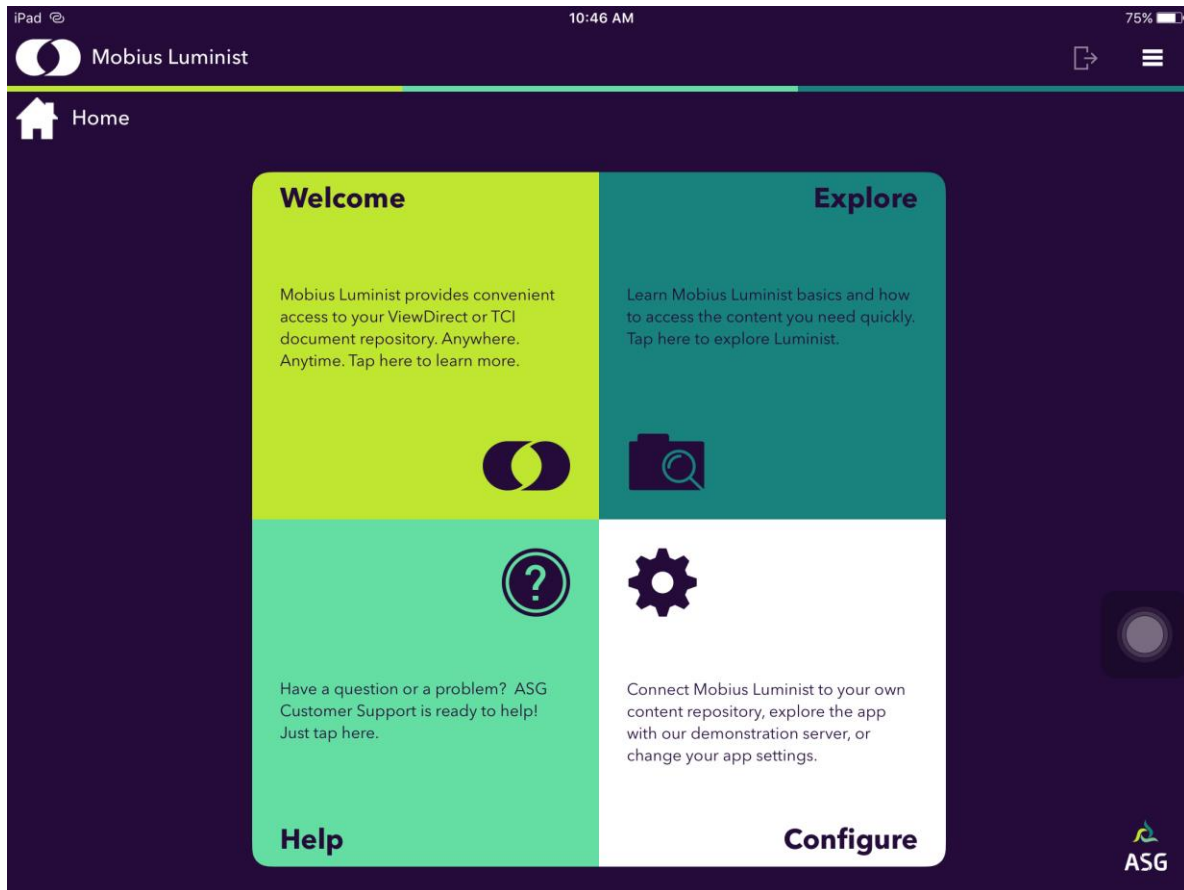 iPad
10:46 AM
75%
Mobius Luminist
Home
Welcome
Mobius Luminist provides convenient
access to your ViewDirect or TCI
document repository. Anywhere.
Anytime. Tap here to learn more.
Explore
Learn Mobius Luminist basics and how
to access the content you need quickly.
Tap here to explore Luminist.
?
Have a question or a problem?  ASG
Customer Support is ready to help!
Just tap here.
Help
Connect Mobius Luminist to your own
content repository, explore the app
with our demonstration server, or
change your app settings.
Configure
ASG